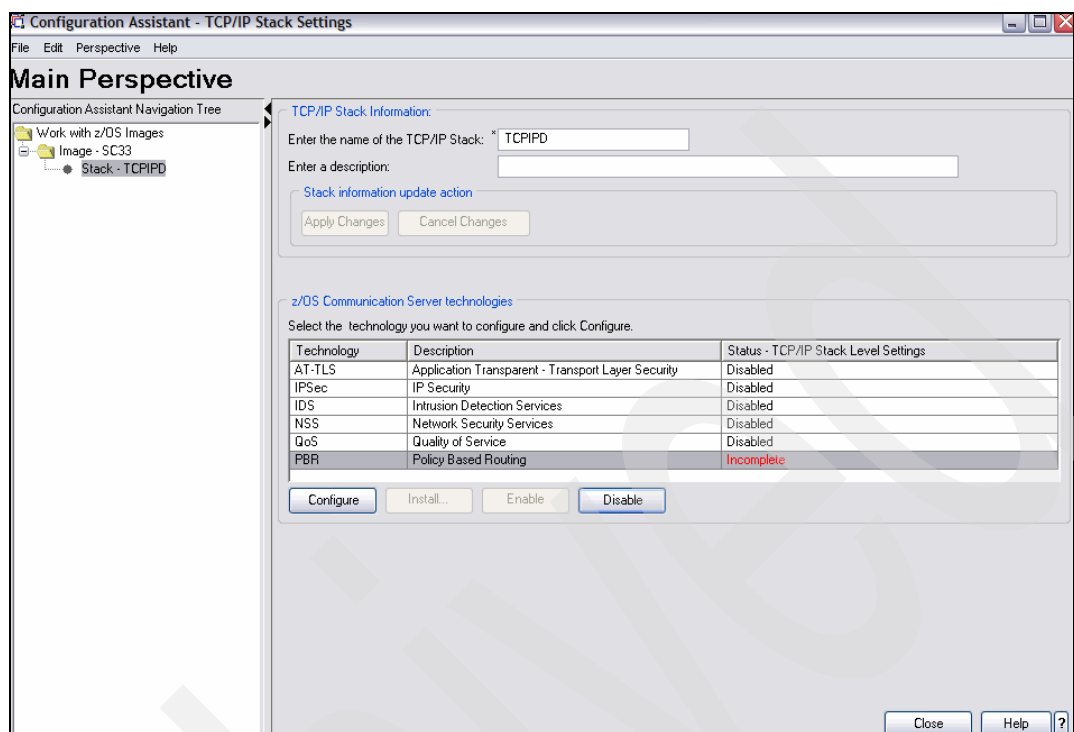 Configuration Assistant - TCP/IP Stack Settings
File Edit Perspective Help
Main Perspective
Configuration Assistant Navigation Tree
Work with z/OS Images
Image - SC33
Stack - TCPIPD
TCP/IP Stack Information:
Enter the name of the TCP/IP Stack: * TCPIPD
Enter a description:
Stack information update action
Apply Changes Cancel Changes
z/OS Communication Server technologies
Select the technology you want to configure and click Configure.
Technology Description Status - TCP/IP Stack Level Settings
AT-TLS Application Transparent - Transport Layer Security Disabled
IPSec IP Security Disabled
IDS Intrusion Detection Services Disabled
NSS Network Security Services Disabled
QoS Quality of Service Disabled
PBR Policy Based Routing Incomplete
Configure Install... Enable Disable
Close Help ?